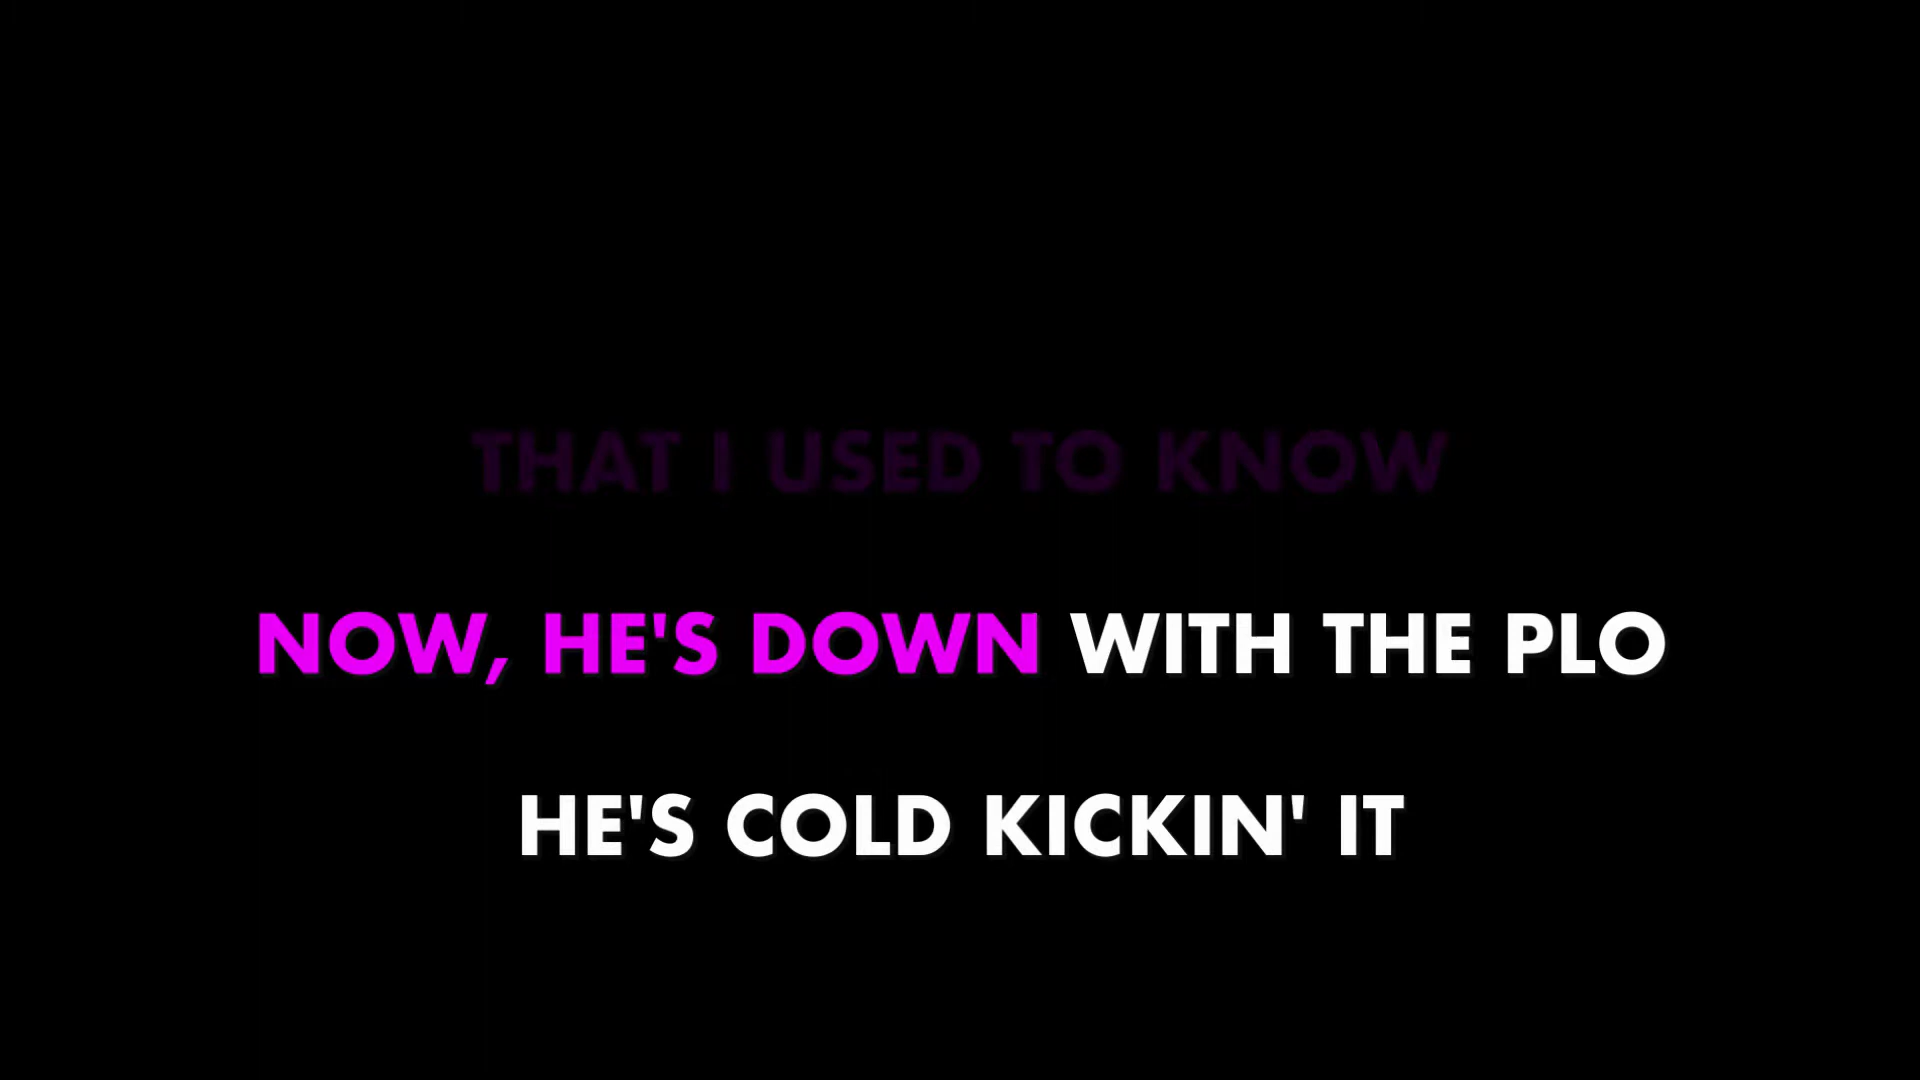 THAT I USED TO KNOW
NOW, HE'S DOWN WITH THE PLO
HE'S COLD KICKIN' IT